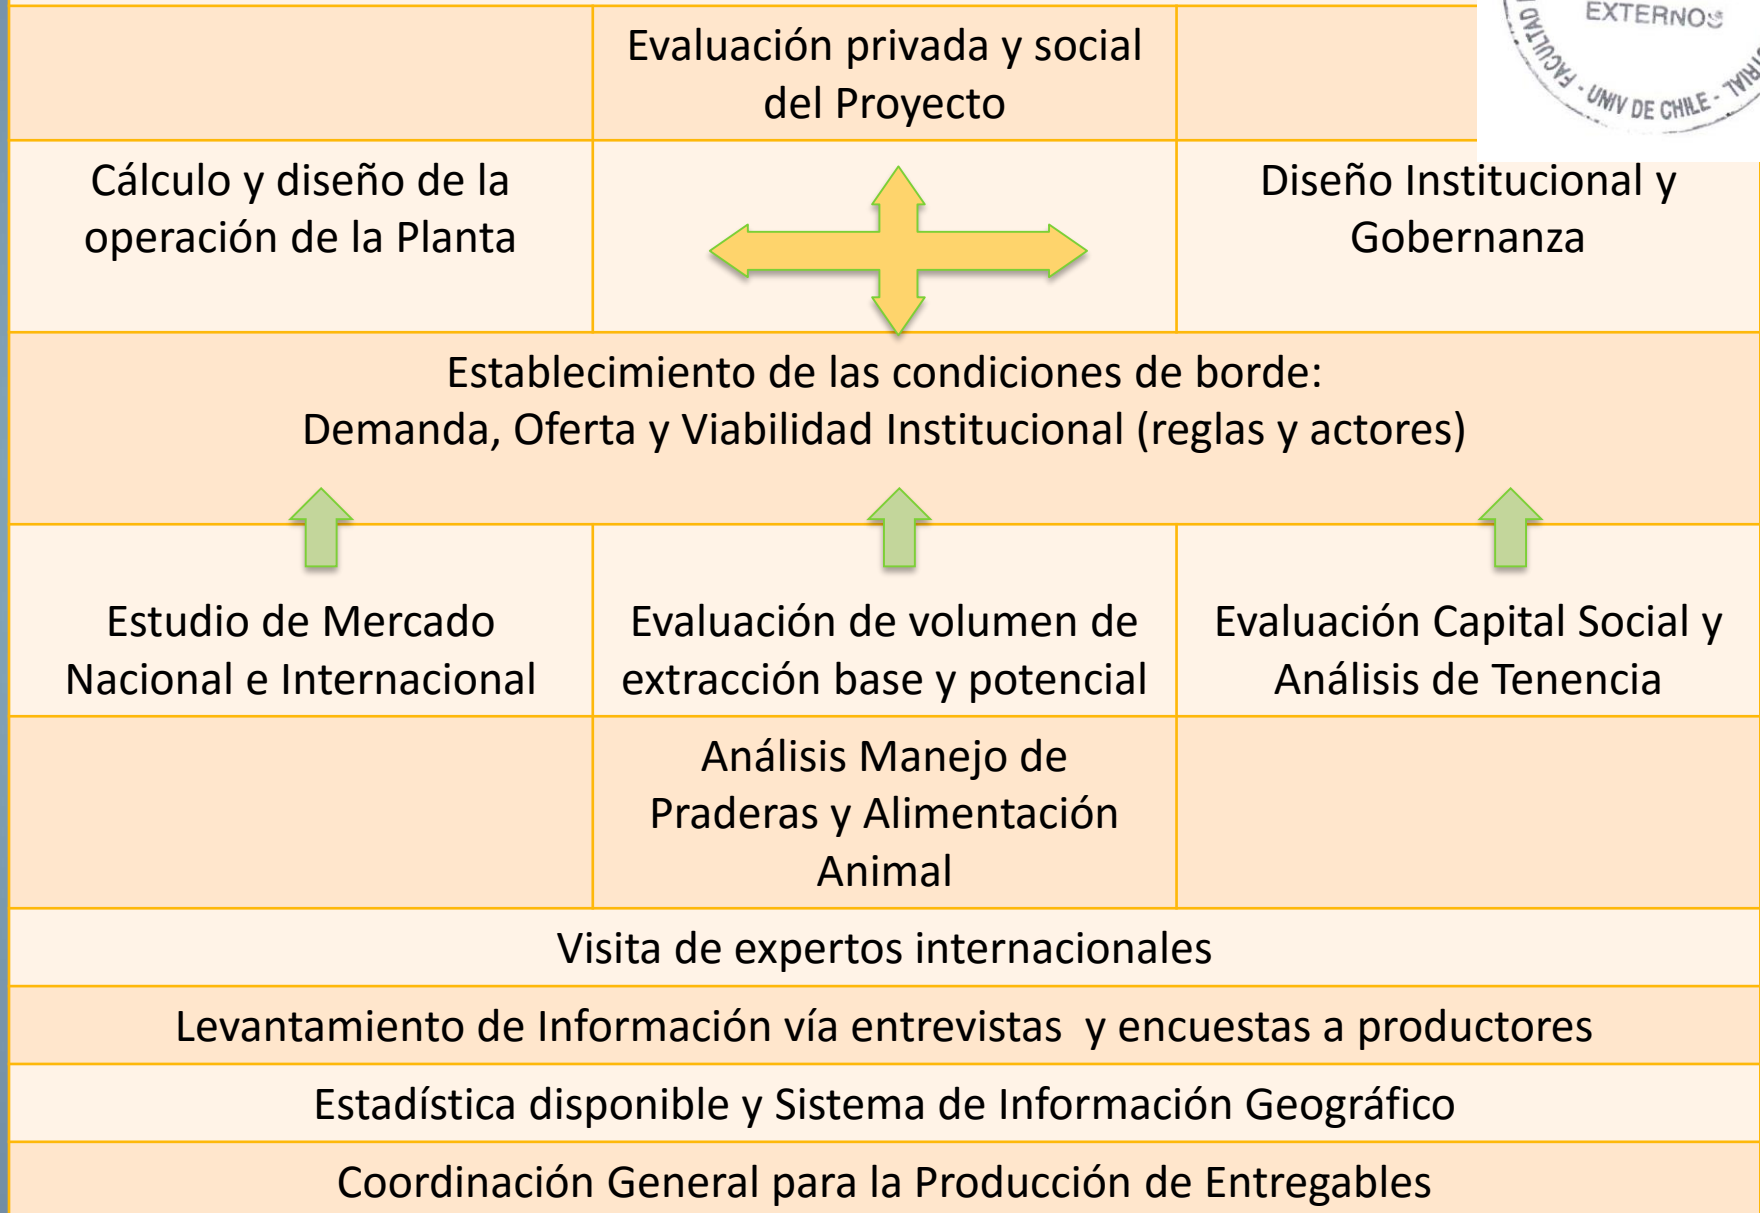 EXTERNOS
FACULTAD
- UNIV DE CHILE -
Evaluación privada y social
del Proyecto
Cálculo y diseño de la
operación de la Planta
Diseño Institucional y
Gobernanza
Establecimiento de las condiciones de borde:
Demanda, Oferta y Viabilidad Institucional (reglas y actores)
Estudio de Mercado
Nacional e Internacional
Evaluación de volumen de
extracción base y potencial
Evaluación Capital Social y
Análisis de Tenencia
Análisis Manejo de
Praderas y Alimentación
Animal
Visita de expertos internacionales
Levantamiento de Información vía entrevistas  y encuestas a productores
Estadística disponible y Sistema de Información Geográfico
Coordinación General para la Producción de Entregables